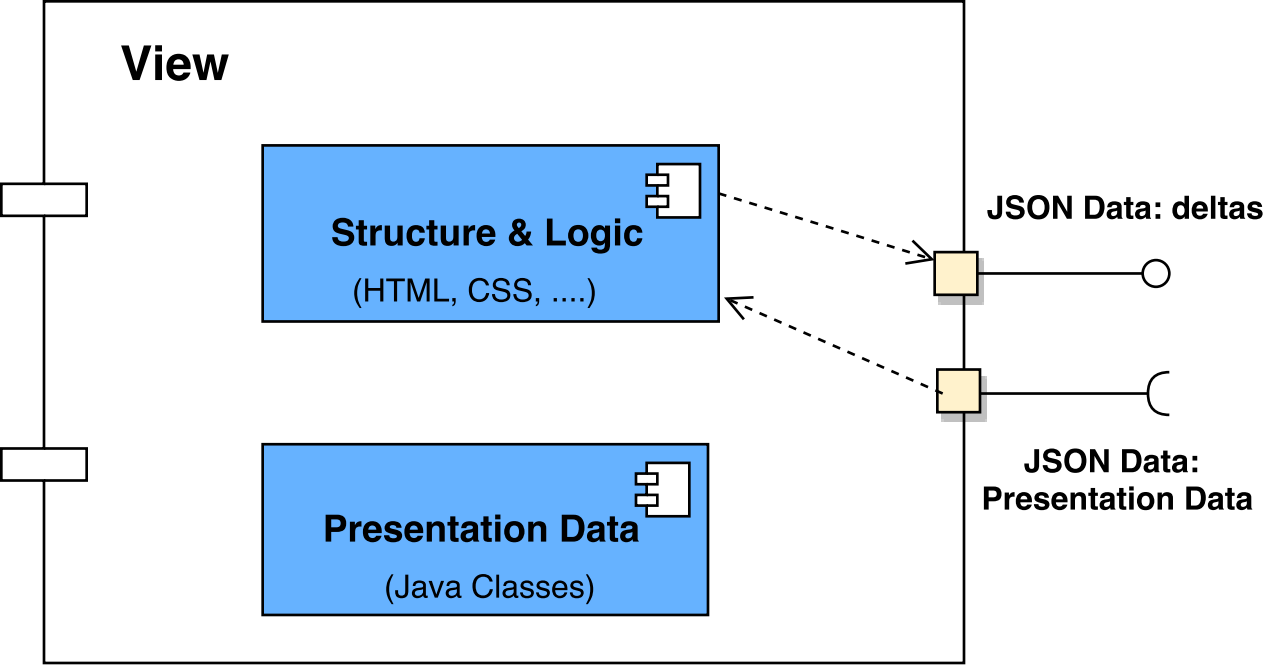 View
Structure & Logic
(HTML, CSS, ....)
JSON Data: deltas
JSON Data:
Presentation Data
Presentation Data
(Java Classes)